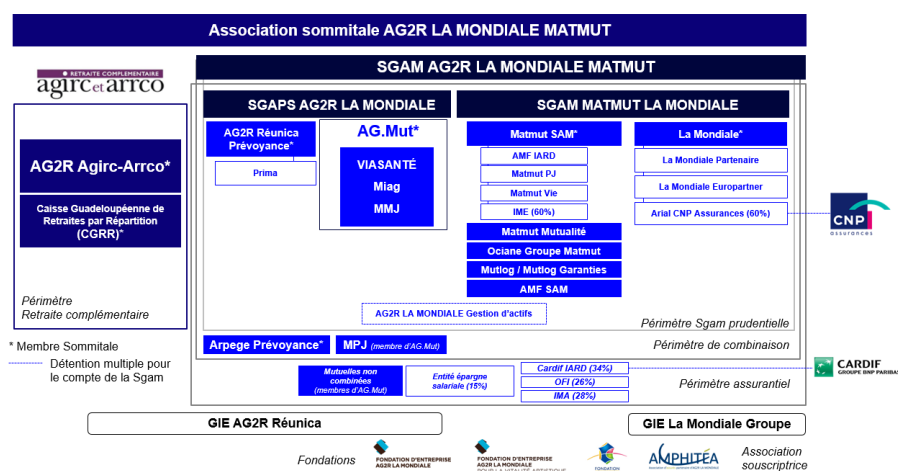 Association sommitale AG2R LA MONDIALE MATMUT
RETRAITE COMPLEMENTAIRE
agirc et arrco
SGAM AG2R LA MONDIALE MATMUT
SGAPS AG2R LA MONDIALE
SGAM MATMUT LA MONDIALE
AG2R Réunica
Prévoyance*
Prima
AG.Mut*
VIASANTÉ
Miag
MMJ
Matmut SAM*
AMF IARD
Matmut PJ
Matmut Vie
IME (60%)
Matmut Mutualité
Ociane Groupe Matmut
Mutlog / Mutlog Garanties
AMF SAM
La Mondiale*
La Mondiale Partenaire
La Mondiale Europartner
Arial CNP Assurances (60%)
CNP
assurances
AG2R Agirc-Arrco*
Caisse Guadeloupéenne de
Retraites par Répartition
(CGRR)*
Périmètre
Retraite complémentaire
AG2R LA MONDIALE Gestion d'actifs
Périmètre Sgam prudentielle
Arpege Prévoyance*
MPJ (membre d'AG.Mut)
Périmètre de combinaison
* Membre Sommitale
Détention multiple pour
le compte de la Sgam
Mutuelles non
combinées
(membres d'AG.Mut)
Entité épargne
salariale (15%)
Cardif IARD (34%)
OFI (26%)
IMA (28%)
Périmètre assurantiel
CARDIF
GROUPE BNP PARIBAS
GIE AG2R Réunica
GIE La Mondiale Groupe
Fondations
FONDATION D'ENTREPRISE
AG2R LA MONDIALE
FONDATION D'ENTREPRISE
AG2R LA MONDIALE
POUR LA VITALITÉ ARTISTIQUE
FONDATION
AMPHITÉA
Association
souscriptrice